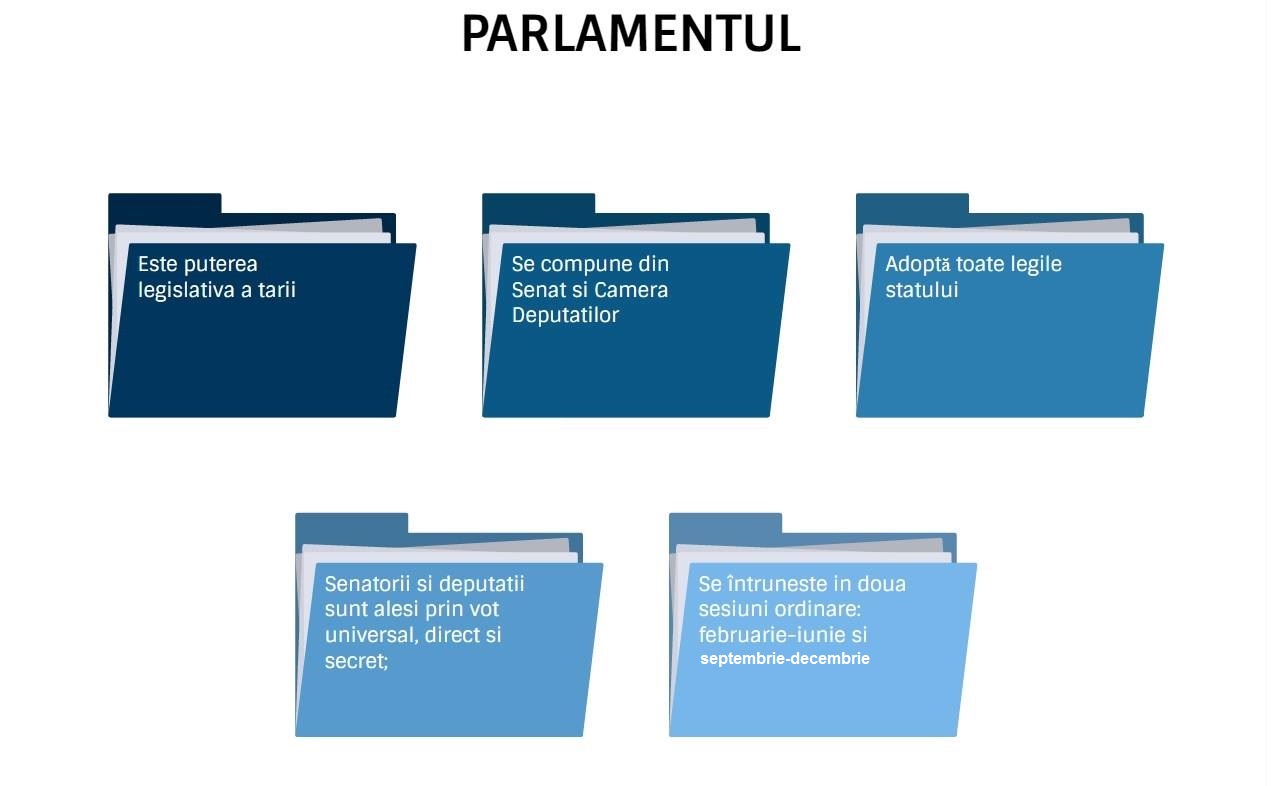 PARLAMENTUL
Este puterea
legislativa a tarii
Se compune din
Senat si Camera
Deputatilor
Adoptă toate legile
statului
Senatorii si deputatii
sunt alesi prin vot
universal, direct si
secret;
Se întruneste in doua
sesiuni ordinare:
februarie-iunie si
septembrie-decembrie